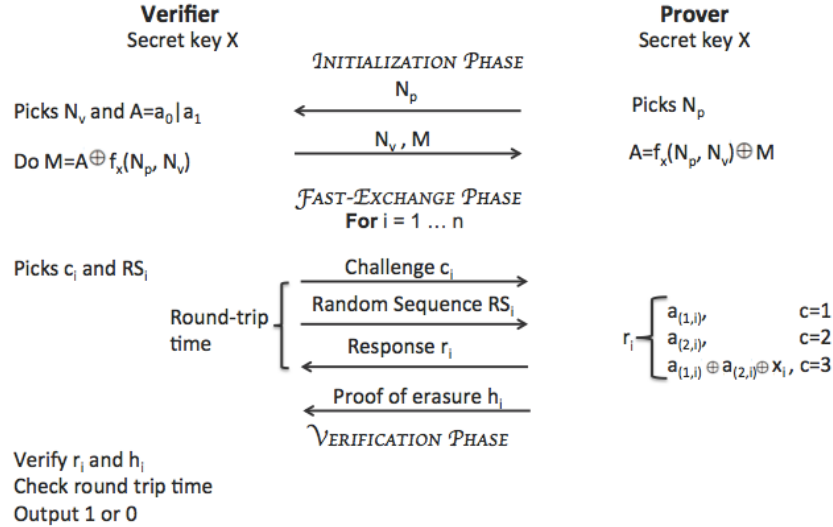 Verifier
Secret key X
Prover
Secret key X
INITIALIZATION PHASE
Nₚ
Picks Nᵥ and A=a₀|a₁
Picks Nₚ
Nᵥ , M
Do M=A⊕fₓ(Nₚ, Nᵥ)
A=fₓ(Nₚ, Nᵥ)⊕M
FAST-EXCHANGE PHASE
For i = 1 ... n
Picks cᵢ and RSᵢ
Challenge cᵢ
Random Sequence RSᵢ
Round-trip
time
Response rᵢ
rᵢ
a₍₁,ᵢ₎, c=1
a₍₂,ᵢ₎, c=2
a₍₁,ᵢ₎ ⊕ a₍₂,ᵢ₎ ⊕ xᵢ , c=3
Proof of erasure hᵢ
VERIFICATION PHASE
Verify rᵢ and hᵢ
Check round trip time
Output 1 or 0